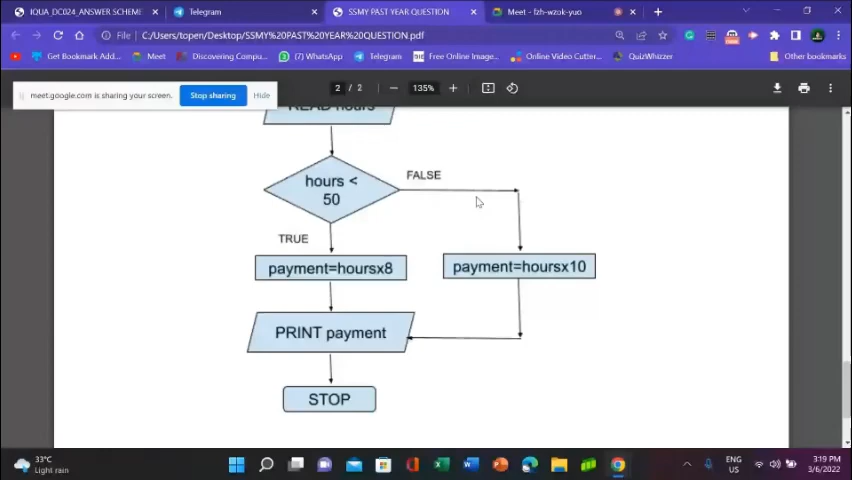 IQUA_DC024_ANSWER SCHEME
Telegram
SSMY PAST YEAR QUESTION
Meet - fzh-wzok-yuo
File
C:/Users/topen/Desktop/SSMY%20PAST%20YEAR%20QUESTION.pdf
Get Bookmark Add...
Meet
Discovering Compu...
(7) WhatsApp
Telegram
Free Online Image...
Online Video Cutter...
QuizWhizzer
Other bookmarks
meet.google.com is sharing your screen.
Stop sharing
Hide
2 / 2
135%
READ hours
hours <
50
FALSE
TRUE
payment=hoursx8
payment=hoursx10
PRINT payment
STOP
33°C
Light rain
ENG
US
3:19 PM
3/6/2022